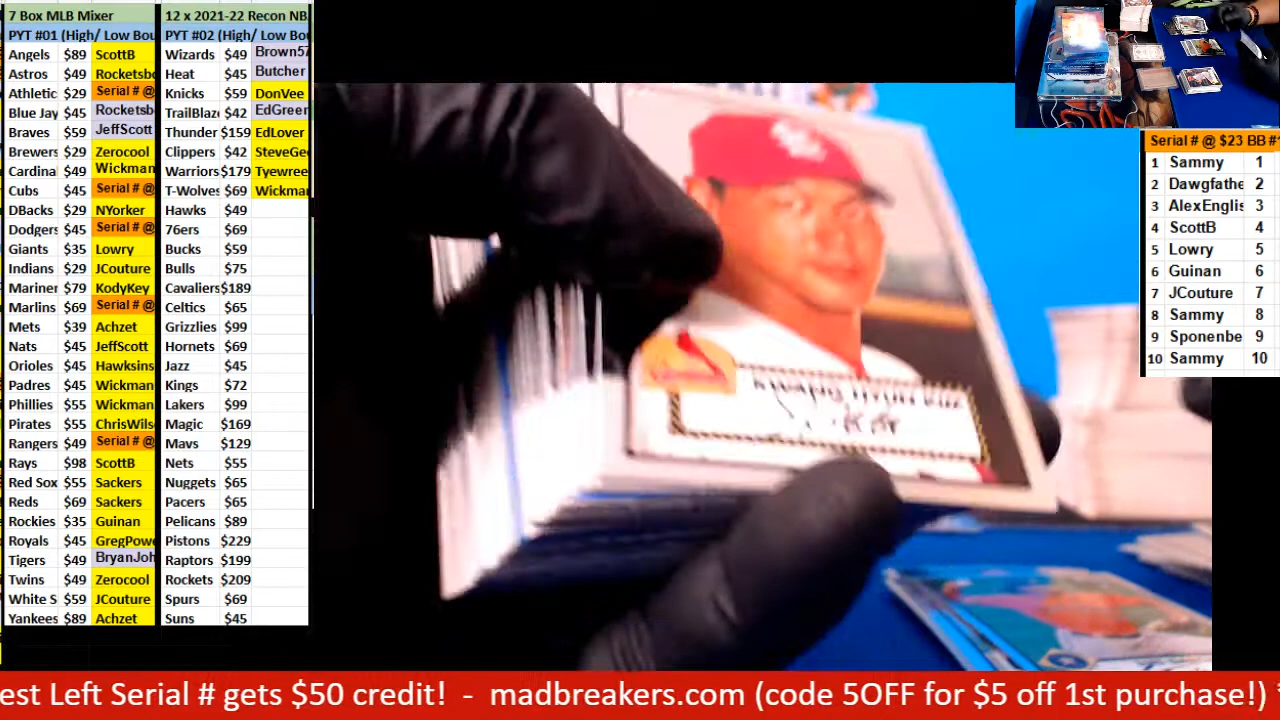 7 Box MLB Mixer
PYT #01 (High/ Low Bou
Angels $89 ScottB
Astros $49 Rocketsbo
Athletic $29 Serial # @
Blue Jay $45 Rocketsb
Braves $59 JeffScott
Brewers $29 Zerocool
Cardina $49 Wickman
Cubs $45 Serial # @
DBacks $29 NYorker
Dodgers $45 Serial # @
Giants $35 Lowry
Indians $29 JCouture
Mariner $79 KodyKey
Marlins $69 Serial # @
Mets $39 Achzet
Nats $45 JeffScott
Orioles $45 Hawksins
Padres $45 Wickman
Phillies $55 Wickman
Pirates $55 ChrisWils
Rangers $49 Serial # @
Rays $98 ScottB
Red Sox $55 Sackers
Reds $69 Sackers
Rockies $35 Guinan
Royals $45 GregPow
Tigers $49 BryanJoh
Twins $49 Zerocool
White S $59 JCouture
Yankees $89 Achzet
12 x 2021-22 Recon NB
PYT #02 (High/ Low Bou
Wizards $49 Brown57
Heat $45 Butcher
Knicks $59 DonVee
TrailBlaz $42 EdGreer
Thunder $159 EdLover
Clippers $42 SteveGe
Warriors $179 Tyewree
T-Wolves $69 Wickma
Hawks $49
76ers $69
Bucks $59
Bulls $75
Cavaliers $189
Celtics $65
Grizzlies $99
Hornets $69
Jazz $45
Kings $72
Lakers $99
Magic $169
Mavs $129
Nets $55
Nuggets $65
Pacers $65
Pelicans $89
Pistons $229
Raptors $199
Rockets $209
Spurs $69
Suns $45
Serial # @ $23 BB #
1 Sammy 1
2 Dawgfathe 2
3 AlexEnglis 3
4 ScottB 4
5 Lowry 5
6 Guinan 6
7 JCouture 7
8 Sammy 8
9 Sponenbe 9
10 Sammy 10
est Left Serial # gets $50 credit! - madbreakers.com (code 5OFF for $5 off 1st purchase!)